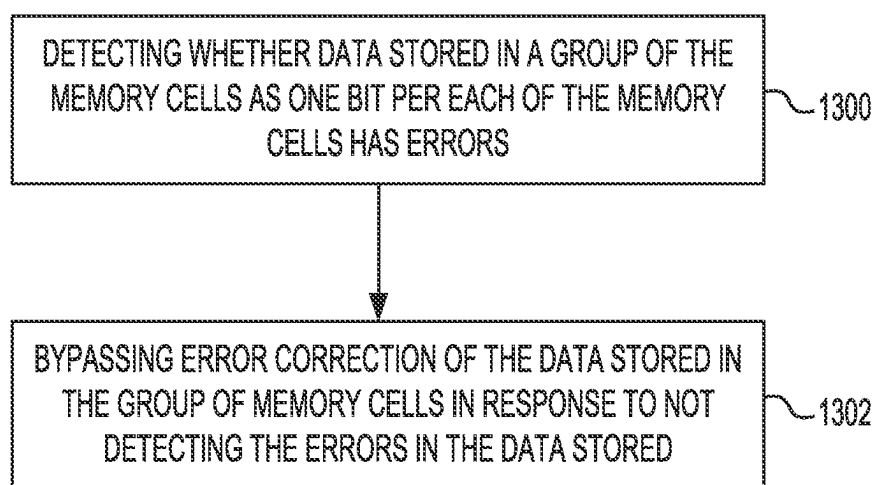 DETECTING WHETHER DATA STORED IN A GROUP OF THE
MEMORY CELLS AS ONE BIT PER EACH OF THE MEMORY
CELLS HAS ERRORS
1300
BYPASSING ERROR CORRECTION OF THE DATA STORED IN
THE GROUP OF MEMORY CELLS IN RESPONSE TO NOT
DETECTING THE ERRORS IN THE DATA STORED
1302